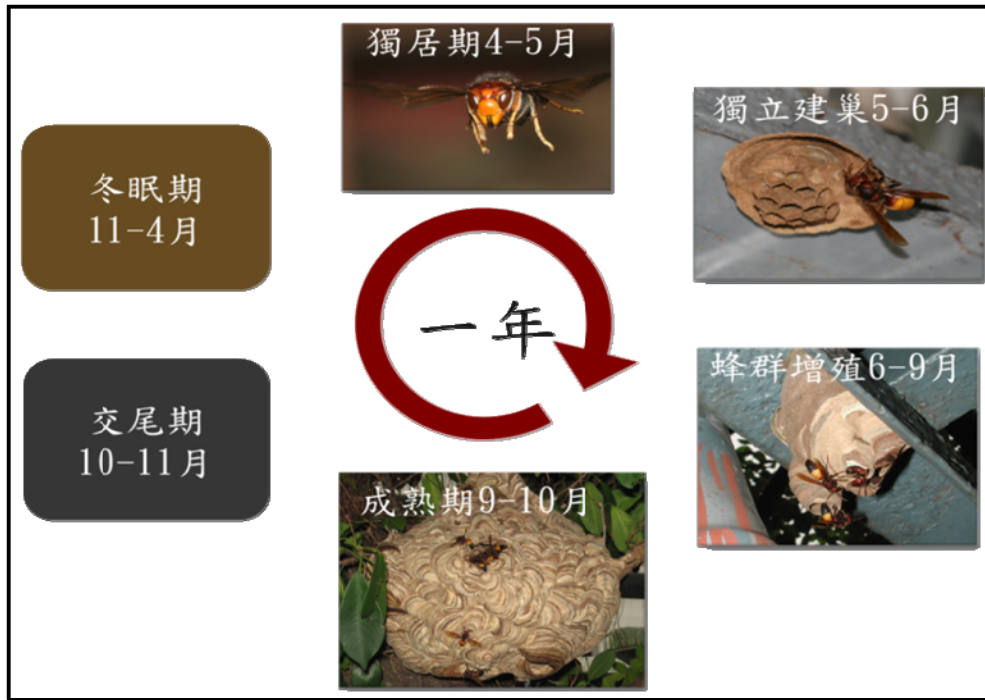 獨居期4-5月
獨立建巢5-6月
冬眠期
11-4月
一年
蜂群增殖6-9月
交尾期
10-11月
成熟期9-10月